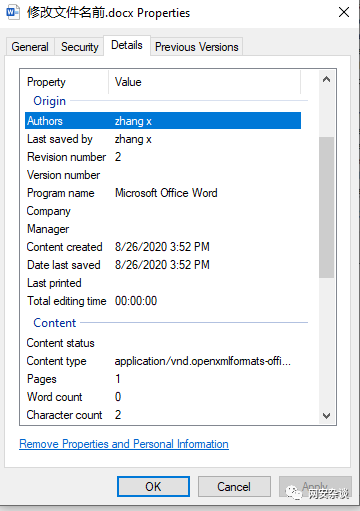 修改文件名前.docx Properties
General Security Details Previous Versions
Property Value
Origin
Authors zhang x
Last saved by zhang x
Revision number 2
Version number
Program name Microsoft Office Word
Company
Manager
Content created 8/26/2020 3:52 PM
Date last saved 8/26/2020 3:52 PM
Last printed
Total editing time 00:00:00
Content
Content status
Content type application/vnd.openxmlformats-offi...
Pages 1
Word count 0
Character count 2
Remove Properties and Personal Information
OK Cancel Apply
网安杂谈